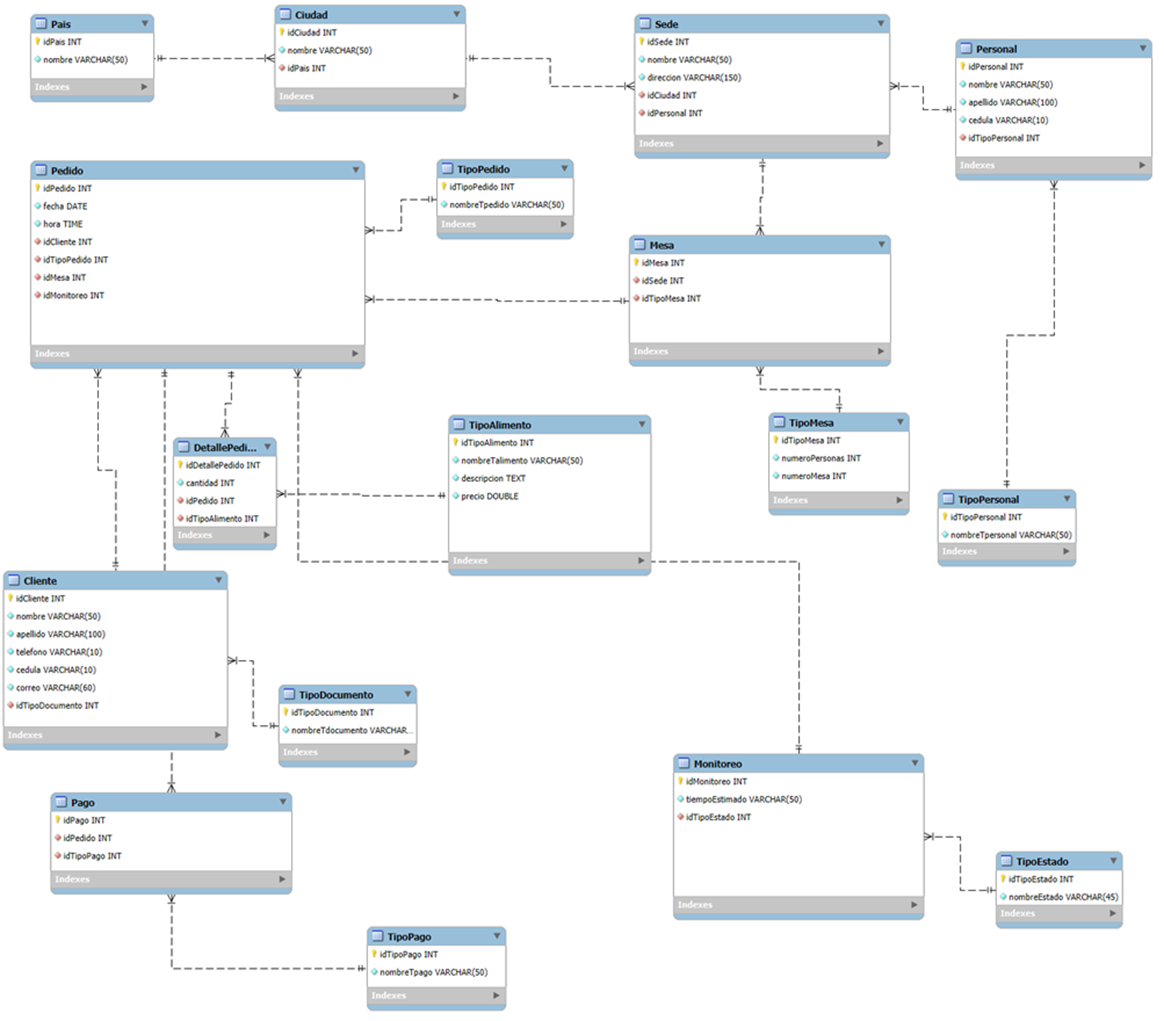 Pais
idPais INT
nombre VARCHAR(50)
Indexes
Ciudad
idCiudad INT
nombre VARCHAR(50)
idPais INT
Indexes
Sede
idSede INT
nombre VARCHAR(50)
direccion VARCHAR(150)
idCiudad INT
idPersonal INT
Indexes
Personal
idPersonal INT
nombre VARCHAR(50)
apellido VARCHAR(100)
cedula VARCHAR(10)
idTipoPersonal INT
Indexes
Pedido
idPedido INT
fecha DATE
hora TIME
idCliente INT
idTipoPedido INT
idMesa INT
idMonitoreo INT
Indexes
TipoPedido
idTipoPedido INT
nombreTpedido VARCHAR(50)
Indexes
Mesa
idMesa INT
idSede INT
idTipoMesa INT
Indexes
DetallePedi...
idDetallePedido INT
cantidad INT
idPedido INT
idTipoAlimento INT
Indexes
TipoAlimento
idTipoAlimento INT
nombreTalimento VARCHAR(50)
descripcion TEXT
precio DOUBLE
Indexes
TipoMesa
idTipoMesa INT
numeroPersonas INT
numeroMesa INT
Indexes
TipoPersonal
idTipoPersonal INT
nombreTpersonal VARCHAR(50)
Indexes
Cliente
idCliente INT
nombre VARCHAR(50)
apellido VARCHAR(100)
telefono VARCHAR(10)
cedula VARCHAR(10)
correo VARCHAR(60)
idTipoDocumento INT
Indexes
TipoDocumento
idTipoDocumento INT
nombreTdocumento VARCHAR...
Indexes
Pago
idPago INT
idPedido INT
idTipoPago INT
Indexes
Monitoreo
idMonitoreo INT
tiempoEstimado VARCHAR(50)
idTipoEstado INT
Indexes
TipoEstado
idTipoEstado INT
nombreEstado VARCHAR(45)
Indexes
TipoPago
idTipoPago INT
nombreTpago VARCHAR(50)
Indexes